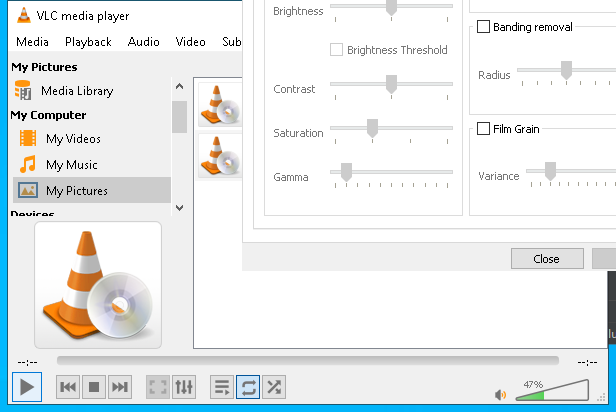 VLC media player
Media Playback Audio Video Sub
My Pictures
Media Library
My Computer
My Videos
My Music
My Pictures
Devices
Brightness
Brightness Threshold
Contrast
Saturation
Gamma
Banding removal
Radius
Film Grain
Variance
Close
--:--
--:--
47%